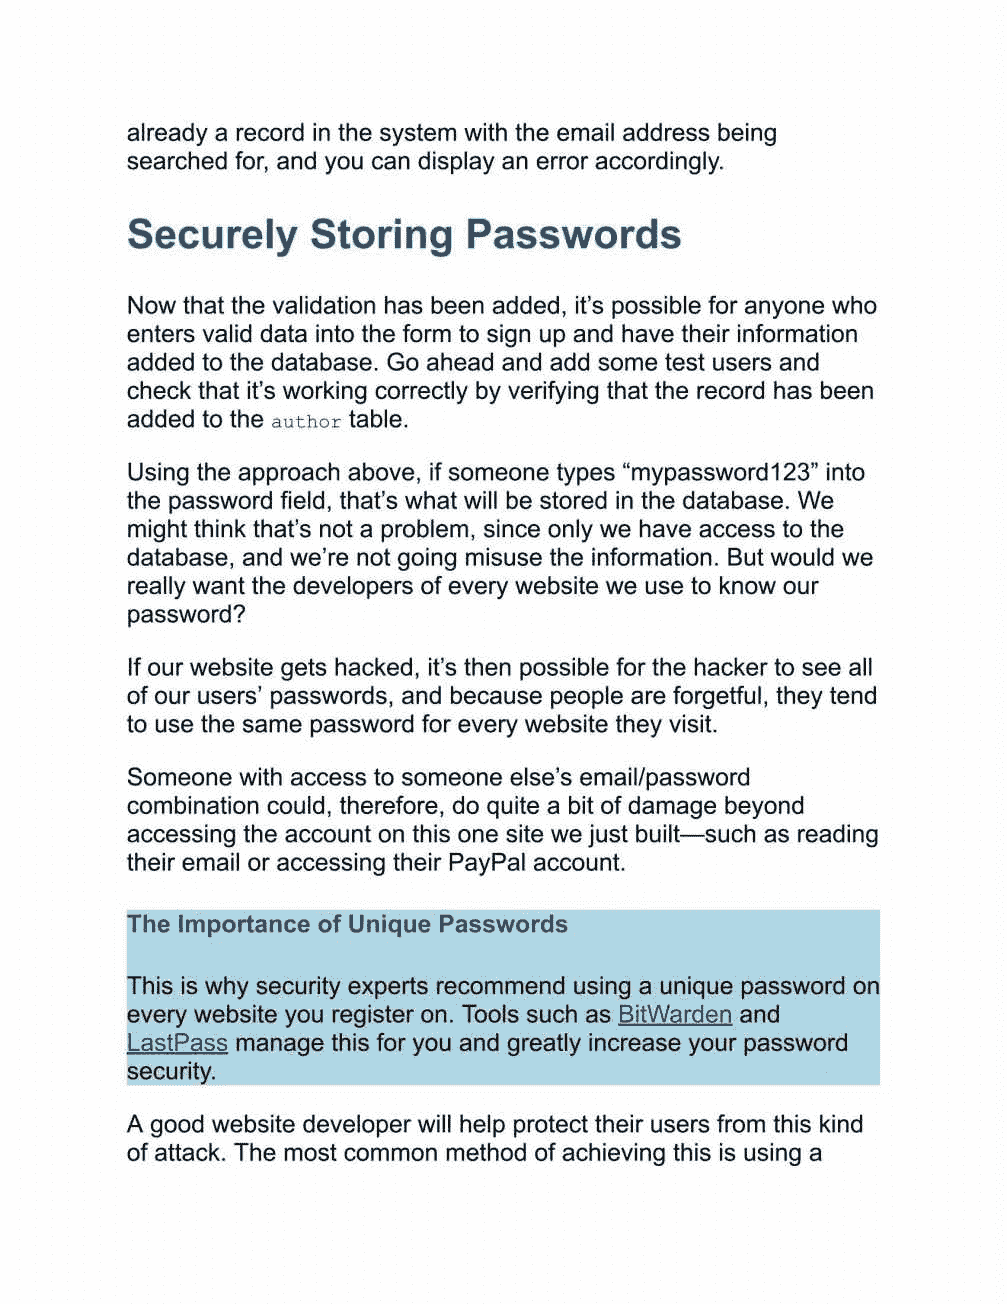 already a record in the system with the email address being
searched for, and you can display an error accordingly.
Securely Storing Passwords
Now that the validation has been added, it’s possible for anyone who
enters valid data into the form to sign up and have their information
added to the database. Go ahead and add some test users and
check that it’s working correctly by verifying that the record has been
added to the author table.
Using the approach above, if someone types “mypassword123” into
the password field, that’s what will be stored in the database. We
might think that’s not a problem, since only we have access to the
database, and we’re not going misuse the information. But would we
really want the developers of every website we use to know our
password?
If our website gets hacked, it’s then possible for the hacker to see all
of our users’ passwords, and because people are forgetful, they tend
to use the same password for every website they visit.
Someone with access to someone else’s email/password
combination could, therefore, do quite a bit of damage beyond
accessing the account on this one site we just built—such as reading
their email or accessing their PayPal account.
The Importance of Unique Passwords
This is why security experts recommend using a unique password on
every website you register on. Tools such as BitWarden and
LastPass manage this for you and greatly increase your password
security.
A good website developer will help protect their users from this kind
of attack. The most common method of achieving this is using a